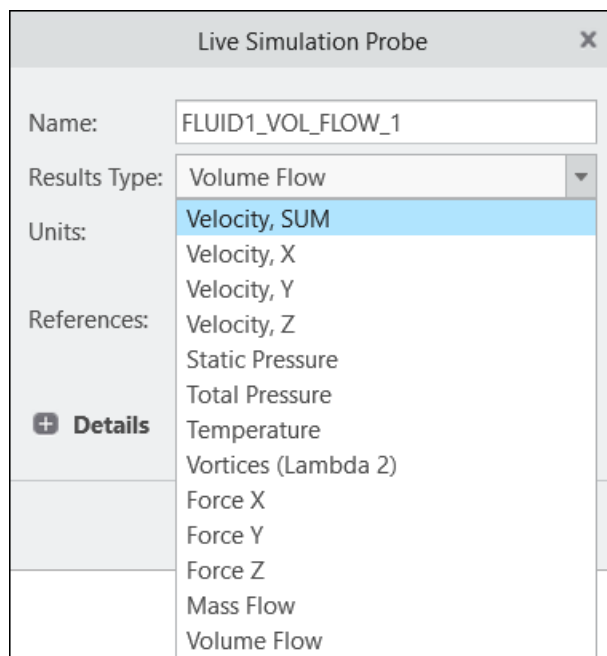 Live Simulation Probe
Name: FLUID1_VOL_FLOW_1
Results Type: Volume Flow
Units:
References:
Details
Velocity, SUM
Velocity, X
Velocity, Y
Velocity, Z
Static Pressure
Total Pressure
Temperature
Vortices (Lambda 2)
Force X
Force Y
Force Z
Mass Flow
Volume Flow